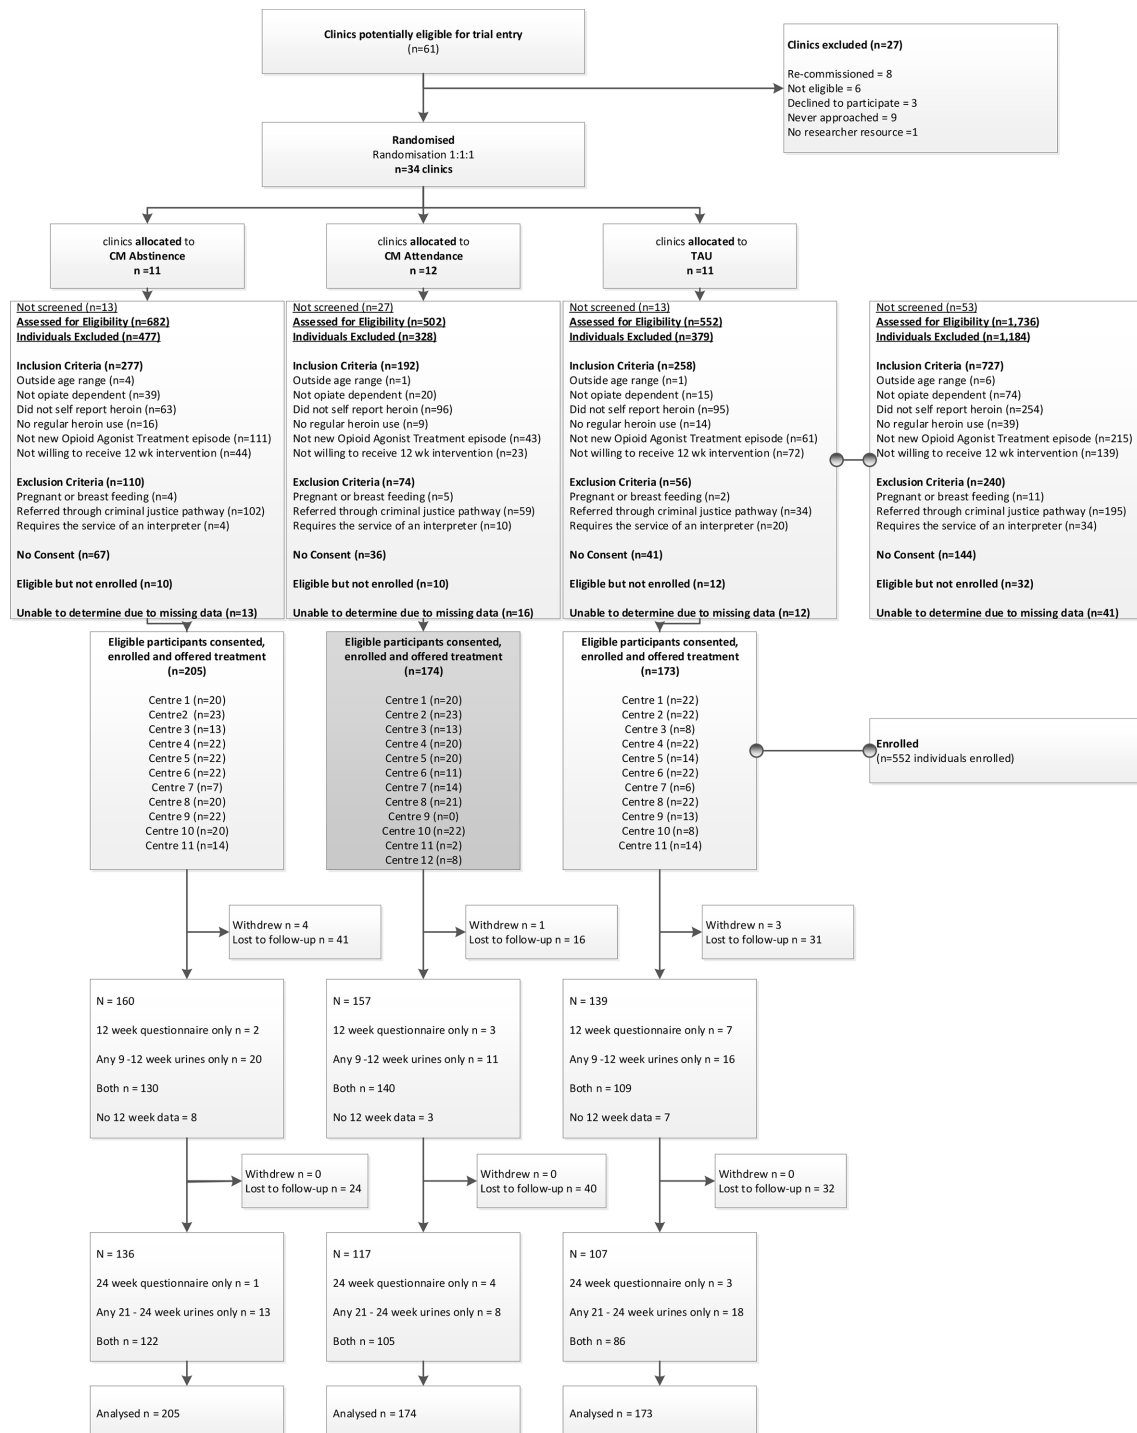 Clinics potentially eligible for trial entry
(n=61)
Clinics excluded (n=27)
Re-commissioned = 8
Not eligible = 6
Declined to participate = 3
Never approached = 9
No researcher resource =1
Randomised
Randomisation 1:1:1
n=34 clinics
clinics allocated to
CM Abstinence
n =11
clinics allocated to
CM Attendance
n =12
clinics allocated to
TAU
n =11
Not screened (n=13)
Assessed for Eligibility (n=682)
Individuals Excluded (n=477)
Inclusion Criteria (n=277)
Outside age range (n=4)
Not opiate dependent (n=39)
Did not self report heroin (n=63)
No regular heroin use (n=16)
Not new Opioid Agonist Treatment episode (n=111)
Not willing to receive 12 wk intervention (n=44)
Exclusion Criteria (n=110)
Pregnant or breast feeding (n=4)
Referred through criminal justice pathway (n=102)
Requires the service of an interpreter (n=4)
No Consent (n=67)
Eligible but not enrolled (n=10)
Unable to determine due to missing data (n=13)
Not screened (n=27)
Assessed for Eligibility (n=502)
Individuals Excluded (n=328)
Inclusion Criteria (n=192)
Outside age range (n=1)
Not opiate dependent (n=20)
Did not self report heroin (n=96)
No regular heroin use (n=9)
Not new Opioid Agonist Treatment episode (n=43)
Not willing to receive 12 wk intervention (n=23)
Exclusion Criteria (n=74)
Pregnant or breast feeding (n=5)
Referred through criminal justice pathway (n=59)
Requires the service of an interpreter (n=10)
No Consent (n=36)
Eligible but not enrolled (n=10)
Unable to determine due to missing data (n=16)
Not screened (n=13)
Assessed for Eligibility (n=552)
Individuals Excluded (n=379)
Inclusion Criteria (n=258)
Outside age range (n=1)
Not opiate dependent (n=15)
Did not self report heroin (n=95)
No regular heroin use (n=14)
Not new Opioid Agonist Treatment episode (n=61)
Not willing to receive 12 wk intervention (n=72)
Exclusion Criteria (n=56)
Pregnant or breast feeding (n=2)
Referred through criminal justice pathway (n=34)
Requires the service of an interpreter (n=20)
No Consent (n=41)
Eligible but not enrolled (n=12)
Unable to determine due to missing data (n=12)
Not screened (n=53)
Assessed for Eligibility (n=1,736)
Individuals Excluded (n=1,184)
Inclusion Criteria (n=727)
Outside age range (n=6)
Not opiate dependent (n=74)
Did not self report heroin (n=254)
No regular heroin use (n=39)
Not new Opioid Agonist Treatment episode (n=215)
Not willing to receive 12 wk intervention (n=139)
Exclusion Criteria (n=240)
Pregnant or breast feeding (n=11)
Referred through criminal justice pathway (n=195)
Requires the service of an interpreter (n=34)
No Consent (n=144)
Eligible but not enrolled (n=32)
Unable to determine due to missing data (n=41)
Eligible participants consented,
enrolled and offered treatment
(n=205)
Centre 1 (n=20)
Centre2 (n=23)
Centre 3 (n=13)
Centre 4 (n=22)
Centre 5 (n=22)
Centre 6 (n=22)
Centre 7 (n=7)
Centre 8 (n=20)
Centre 9 (n=22)
Centre 10 (n=20)
Centre 11 (n=14)
Eligible participants consented,
enrolled and offered treatment
(n=174)
Centre 1 (n=20)
Centre 2 (n=23)
Centre 3 (n=13)
Centre 4 (n=20)
Centre 5 (n=20)
Centre 6 (n=11)
Centre 7 (n=14)
Centre 8 (n=21)
Centre 9 (n=0)
Centre 10 (n=22)
Centre 11 (n=2)
Centre 12 (n=8)
Eligible participants consented,
enrolled and offered treatment
(n=173)
Centre 1 (n=22)
Centre 2 (n=22)
Centre 3 (n=8)
Centre 4 (n=22)
Centre 5 (n=14)
Centre 6 (n=22)
Centre 7 (n=6)
Centre 8 (n=22)
Centre 9 (n=13)
Centre 10 (n=8)
Centre 11 (n=14)
Enrolled
(n=552 individuals enrolled)
Withdrew n = 4
Lost to follow-up n = 41
Withdrew n = 1
Lost to follow-up n = 16
Withdrew n = 3
Lost to follow-up n = 31
N = 160
12 week questionnaire only n = 2
Any 9 -12 week urines only n = 20
Both n = 130
No 12 week data = 8
N = 157
12 week questionnaire only n = 3
Any 9 -12 week urines only n = 11
Both n = 140
No 12 week data = 3
N = 139
12 week questionnaire only n = 7
Any 9 -12 week urines only n = 16
Both n = 109
No 12 week data = 7
Withdrew n = 0
Lost to follow-up n = 24
Withdrew n = 0
Lost to follow-up n = 40
Withdrew n = 0
Lost to follow-up n = 32
N = 136
24 week questionnaire only n = 1
Any 21 - 24 week urines only n = 13
Both n = 122
N = 117
24 week questionnaire only n = 4
Any 21 - 24 week urines only n = 8
Both n = 105
N = 107
24 week questionnaire only n = 3
Any 21 - 24 week urines only n = 18
Both n = 86
Analysed n = 205
Analysed n = 174
Analysed n = 173